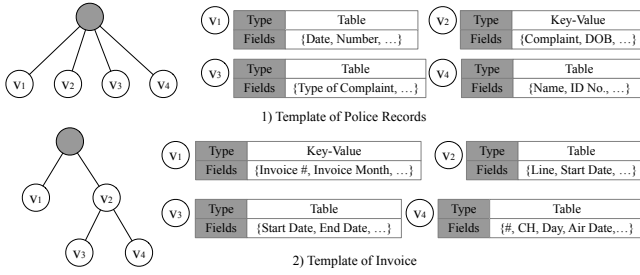 v1 Type Table
Fields {Date, Number, …}
v2 Type Key-Value
Fields {Complaint, DOB, …}
v1 v2 v3 v4
v3 Type Table
Fields {Type of Complaint, …}
v4 Type Table
Fields {Name, ID No., …}
1) Template of Police Records
v1 Type Key-Value
Fields {Invoice #, Invoice Month, …}
v2 Type Table
Fields {Line, Start Date, …}
v1 v2
v3 v4
v3 Type Table
Fields {Start Date, End Date, …}
v4 Type Table
Fields {#, CH, Day, Air Date,…}
2) Template of Invoice